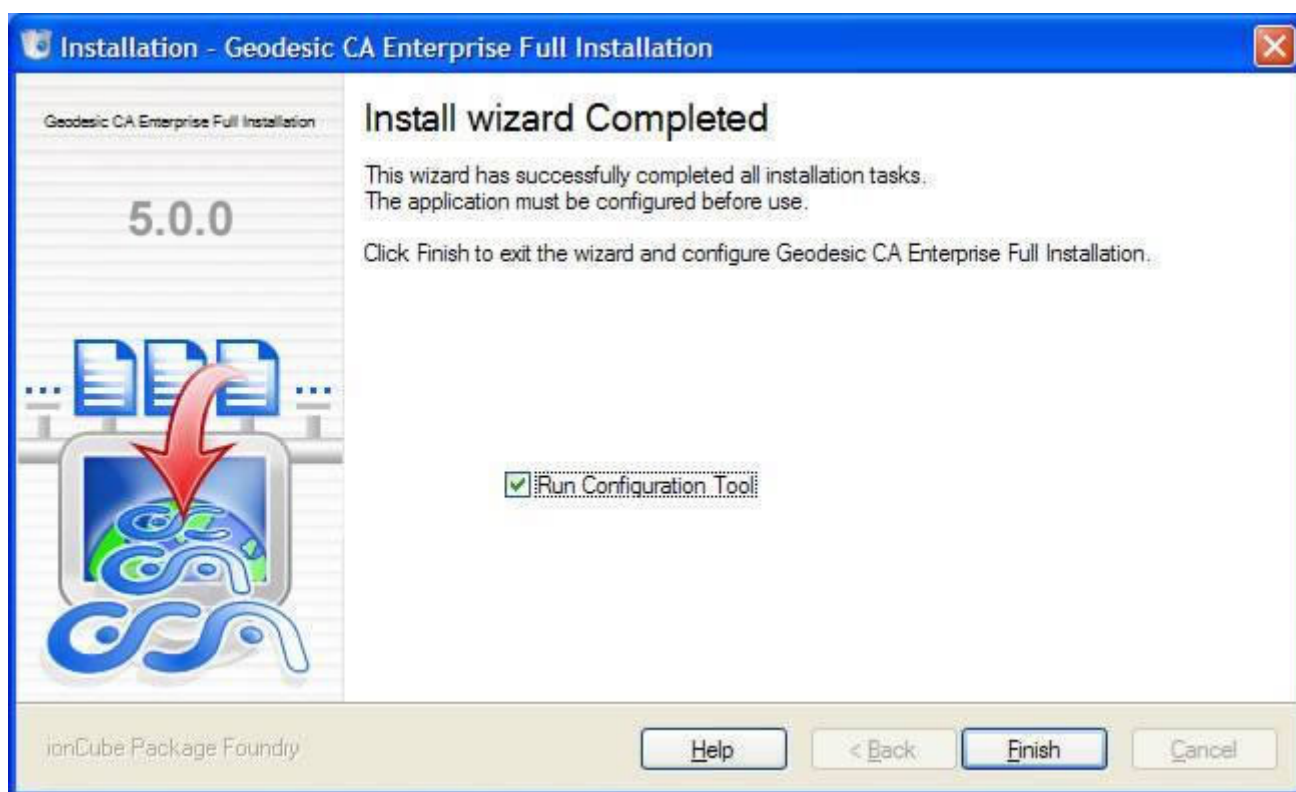 Installation - Geodesic CA Enterprise Full Installation
Geodesic CA Enterprise Full Installation
5.0.0
Install wizard Completed
This wizard has successfully completed all installation tasks.
The application must be configured before use.
Click Finish to exit the wizard and configure Geodesic CA Enterprise Full Installation.
Run Configuration Tool
ionCube Package Foundry
Help
< Back
Finish
Cancel